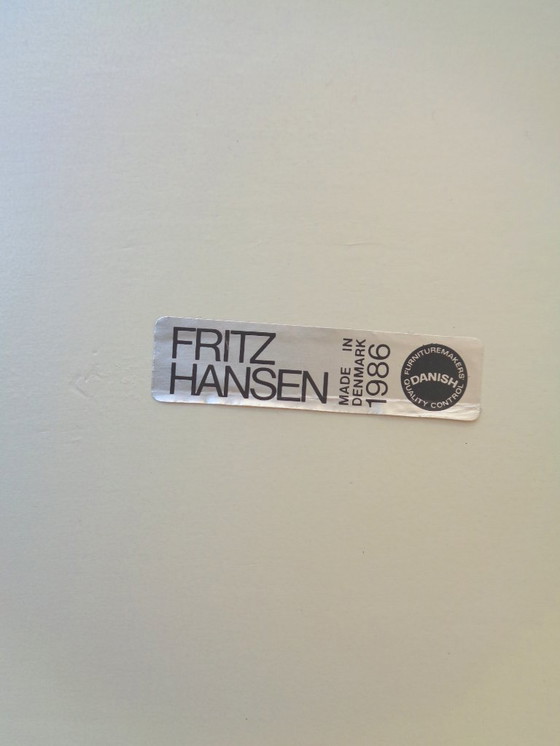 FRITZ
HANSEN
MADE IN
DENMARK
1986
FURNITUREMAKERS'
DANISH
QUALITY CONTROL